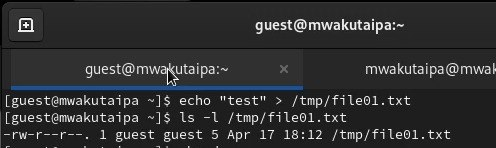 guest@mwakutaipa:~
guest@mwakutaipa:~ ×
mwakutaipa@mwak
[guest@mwakutaipa ~]$ echo "test" > /tmp/file01.txt
[guest@mwakutaipa ~]$ ls -l /tmp/file01.txt
-rw-r--r--. 1 guest guest 5 Apr 17 18:12 /tmp/file01.txt